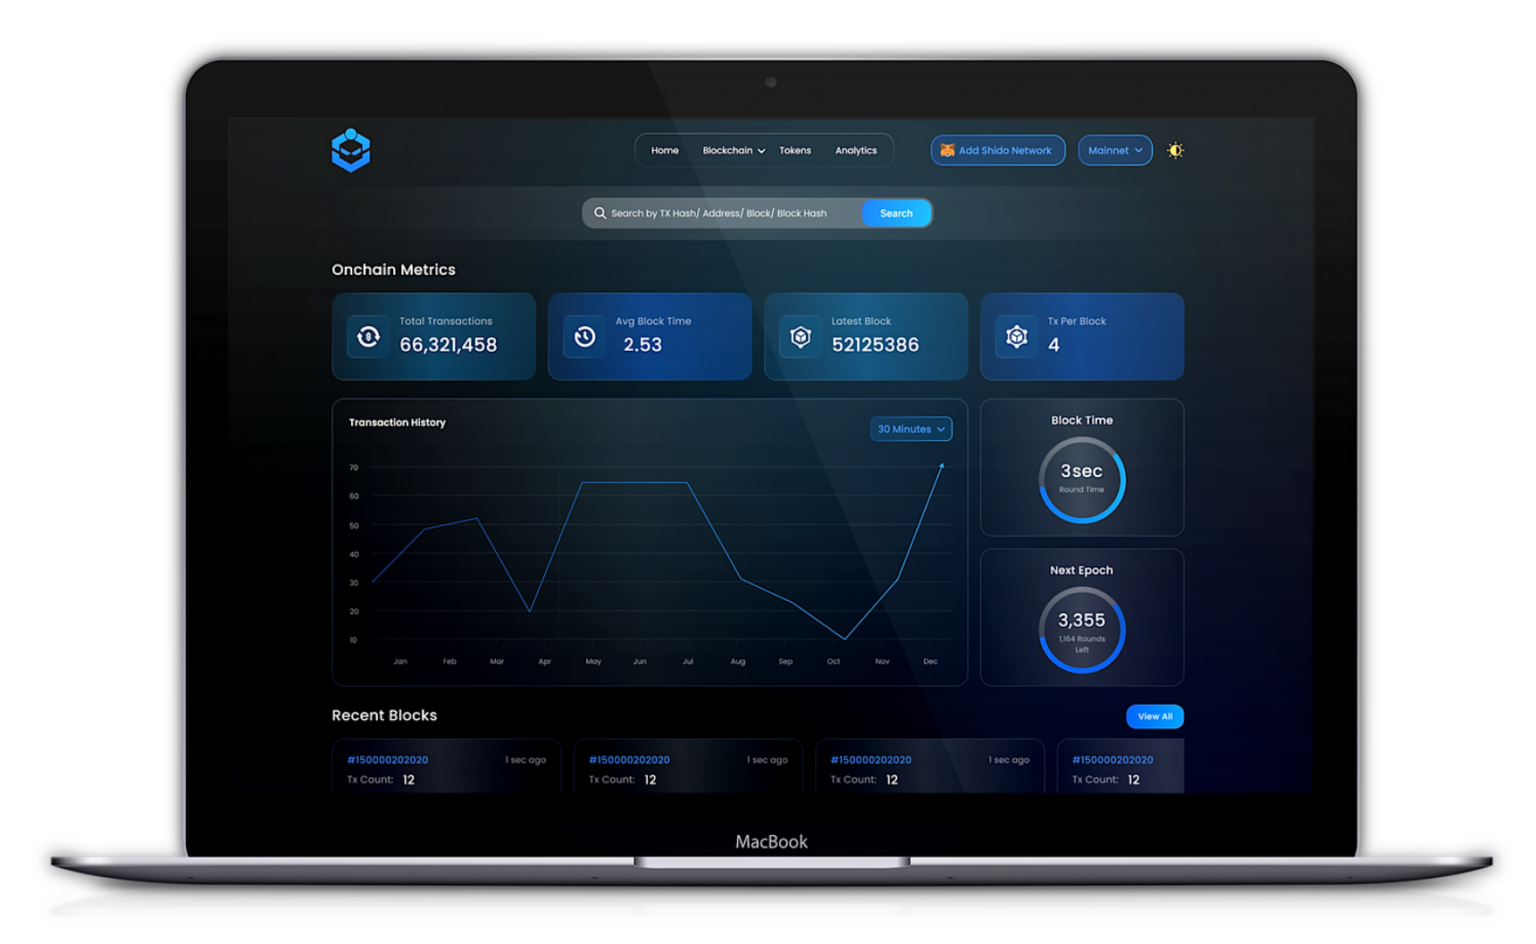 Home Blockchain Tokens Analytics Add Shido Network Mainnet
Search by TX Hash/ Address/ Block/ Block Hash Search
Onchain Metrics
Total Transactions
66,321,458
Avg Block Time
2.53
Latest Block
52125386
Tx Per Block
4
Transaction History
30 Minutes
70
60
50
40
30
20
10
Jan Feb Mar Apr May Jun Jul Aug Sep Oct Nov Dec
Block Time
3sec
Round Time
Next Epoch
3,355
1,164 Rounds
Left
Recent Blocks
View All
#150000202020 1 sec ago
Tx Count: 12
#150000202020 1 sec ago
Tx Count: 12
#150000202020 1 sec ago
Tx Count: 12
#150000202020
Tx Count: 12
MacBook